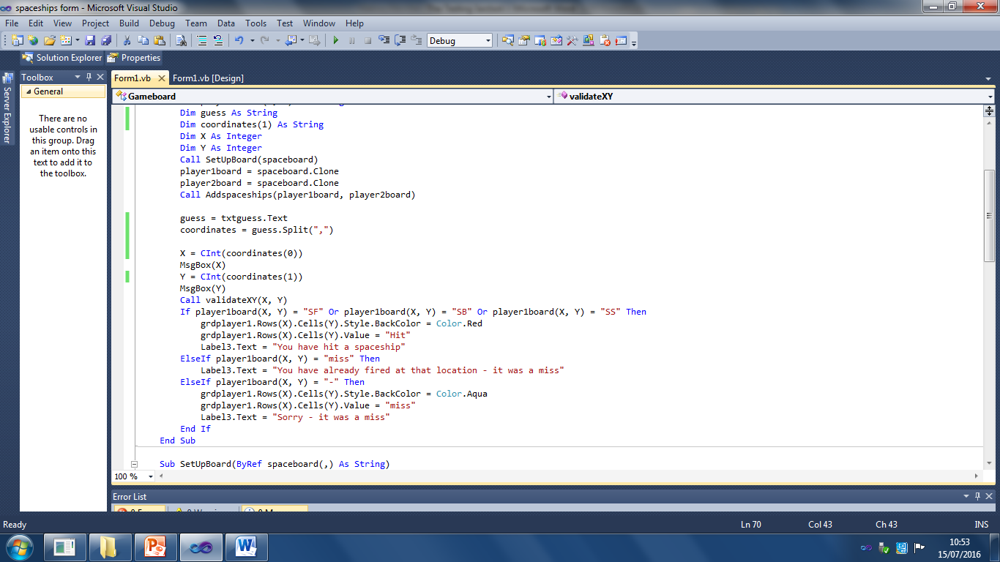 spaceships form - Microsoft Visual Studio
File Edit View Project Build Debug Team Data Tools Test Window Help
Debug
Solution Explorer Properties
Server Explorer
Toolbox
General
There are no
usable controls in
this group. Drag
an item onto this
text to add it to
the toolbox.
Form1.vb Form1.vb [Design]
Gameboard validateXY
Dim guess As String
Dim coordinates(1) As String
Dim X As Integer
Dim Y As Integer
Call SetUpBoard(spaceboard)
player1board = spaceboard.Clone
player2board = spaceboard.Clone
Call Addspaceships(player1board, player2board)
guess = txtguess.Text
coordinates = guess.Split(",")
X = CInt(coordinates(0))
MsgBox(X)
Y = CInt(coordinates(1))
MsgBox(Y)
Call validateXY(X, Y)
If player1board(X, Y) = "SF" Or player1board(X, Y) = "SB" Or player1board(X, Y) = "SS" Then
grdplayer1.Rows(X).Cells(Y).Style.BackColor = Color.Red
grdplayer1.Rows(X).Cells(Y).Value = "Hit"
Label3.Text = "You have hit a spaceship"
ElseIf player1board(X, Y) = "miss" Then
Label3.Text = "You have already fired at that location - it was a miss"
ElseIf player1board(X, Y) = "-" Then
grdplayer1.Rows(X).Cells(Y).Style.BackColor = Color.Aqua
grdplayer1.Rows(X).Cells(Y).Value = "miss"
Label3.Text = "Sorry - it was a miss"
End If
End Sub
Sub SetUpBoard(ByRef spaceboard(,) As String)
100 %
Error List
Ready Ln 70 Col 43 Ch 43 INS
10:53
15/07/2016